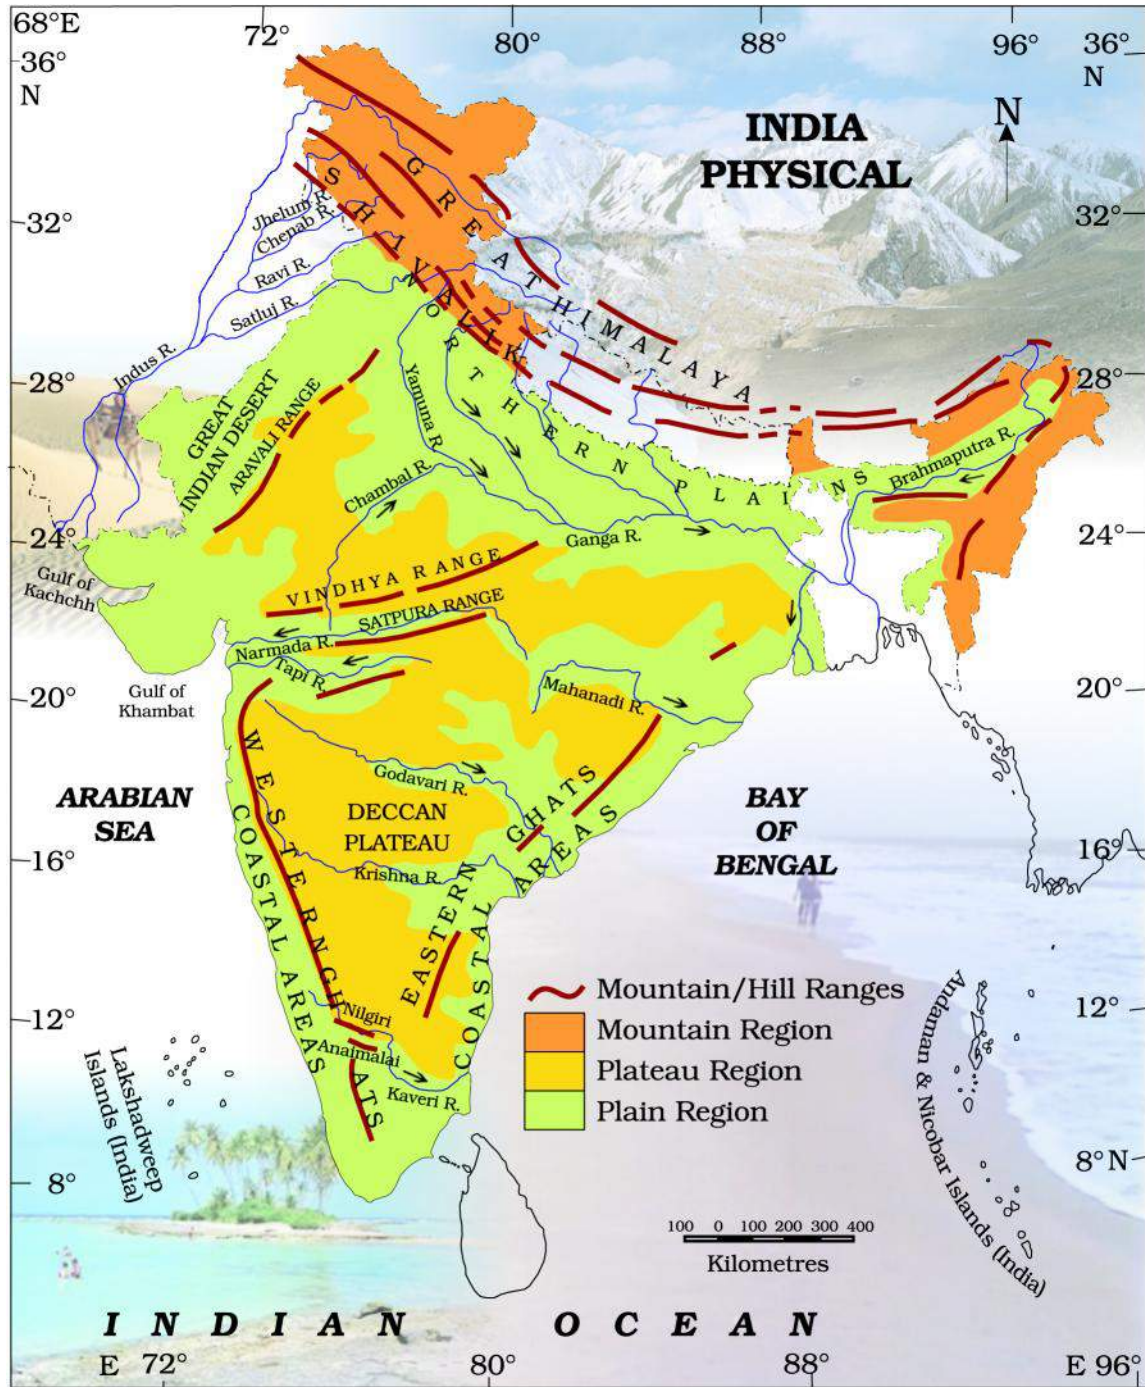 68°E
72°
80°
88°
96°
36°
N
36°
N
N
INDIA
PHYSICAL
GREAT HIMALAYA
SHIVALIK
Jhelum R.
Chenab R.
32°
32°
Ravi R.
Satluj R.
Indus R.
NORTHERN PLAINS
28°
28°
GREAT
INDIAN DESERT
ARAVALI RANGE
Yamuna R.
Chambal R.
Brahmaputra R.
24°
24°
Ganga R.
Gulf of
Kachchh
VINDHYA RANGE
SATPURA RANGE
Narmada R.
Tapi R.
Mahanadi R.
20°
20°
Gulf of
Khambat
Godavari R.
ARABIAN
SEA
WESTERN GHATS
COASTAL AREAS
DECCAN
PLATEAU
EASTERN GHATS
COASTAL AREAS
BAY
OF
BENGAL
16°
16°
Krishna R.
Mountain/Hill Ranges
Mountain Region
Plateau Region
Plain Region
12°
12°
Nilgiri
Anaimalai
Kaveri R.
Lakshadweep
Islands (India)
Andaman & Nicobar Islands (India)
8°
8°N
100 0 100 200 300 400
Kilometres
INDIAN OCEAN
E 72°
80°
88°
E 96°